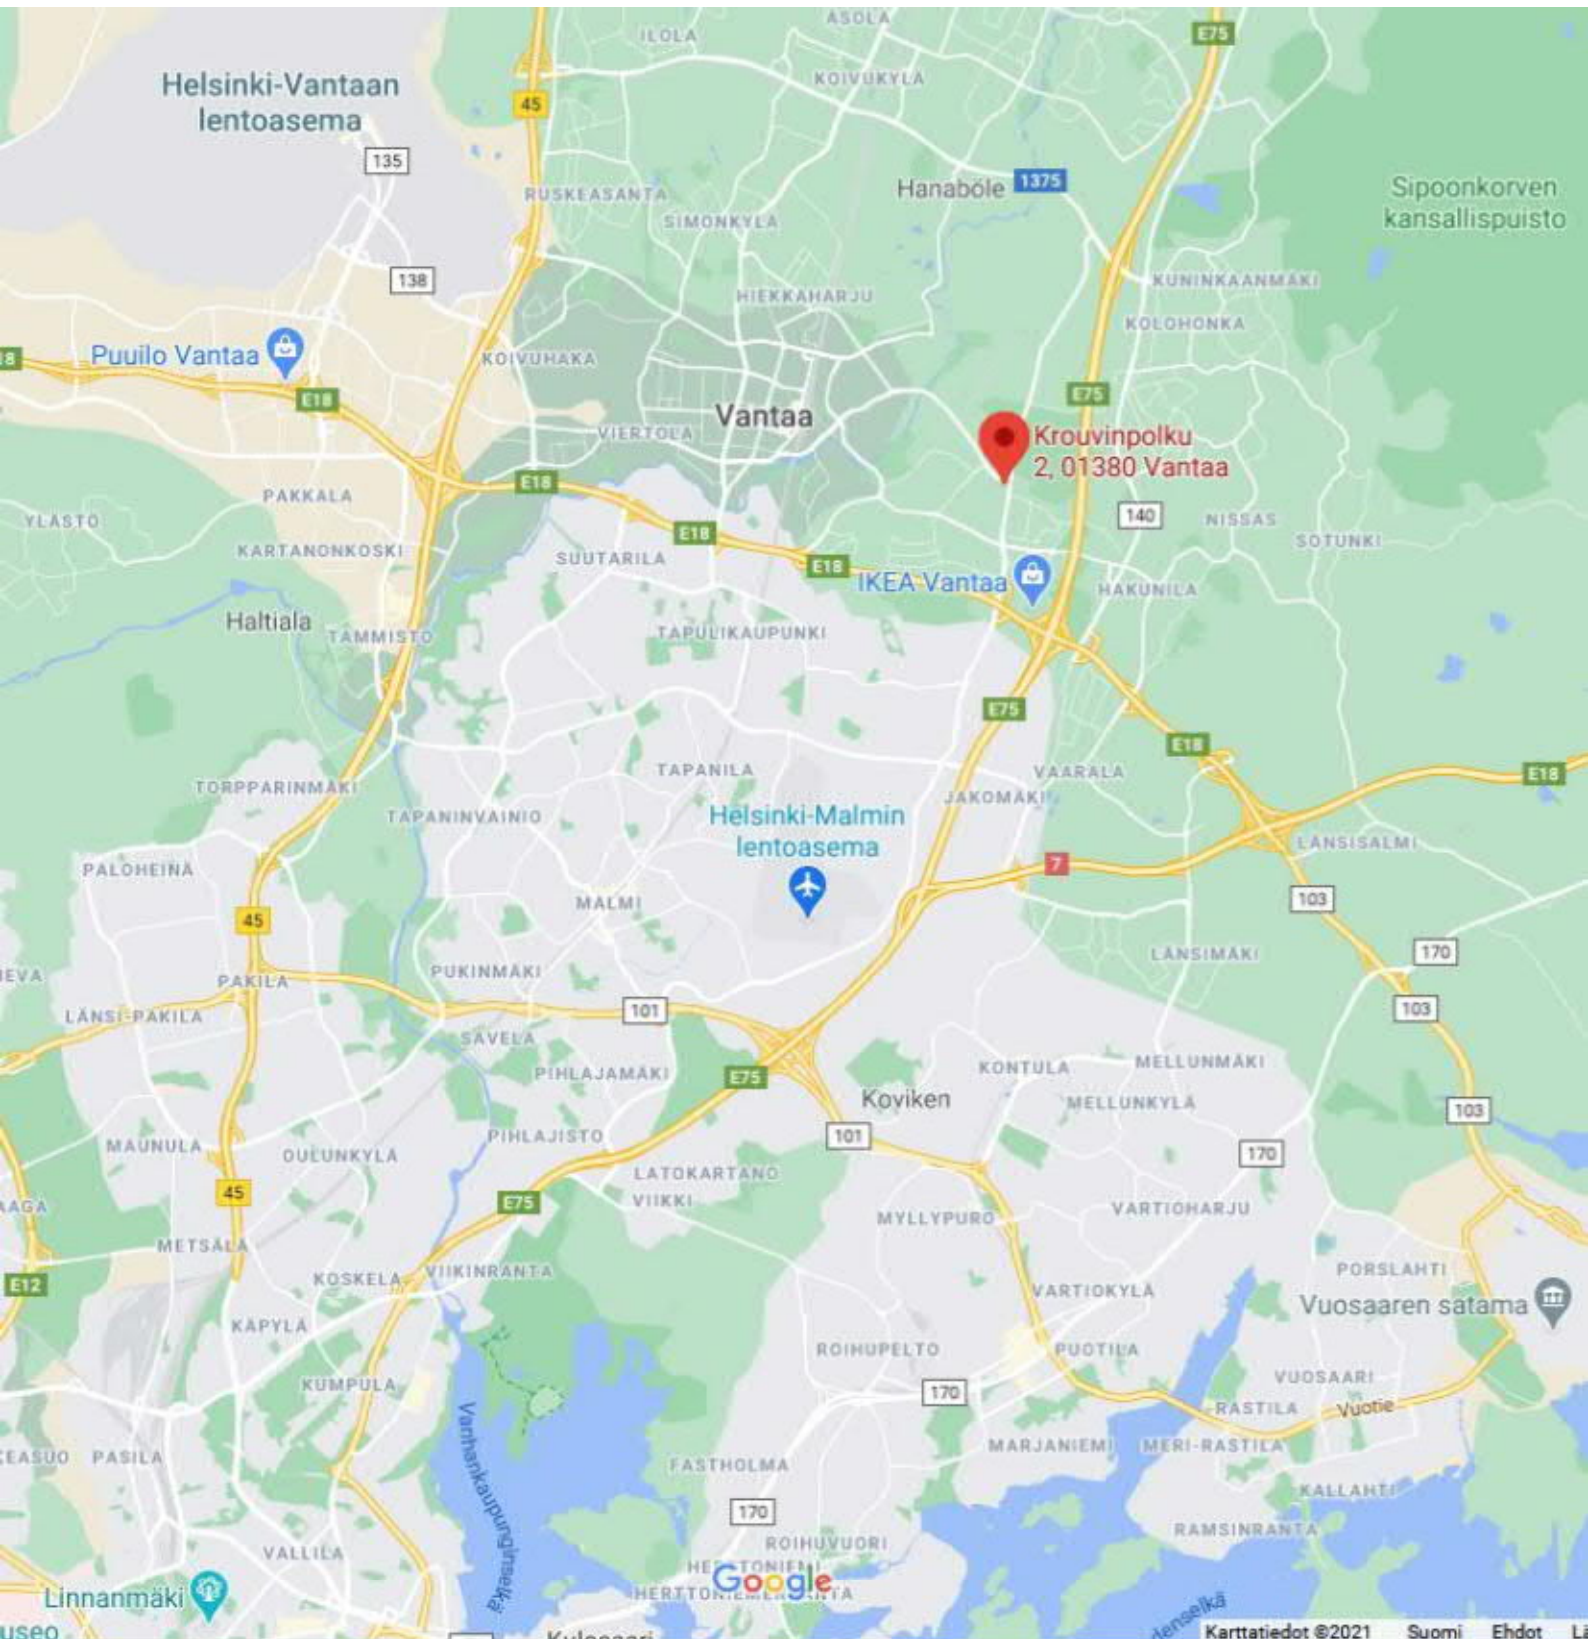 ASOLA
E75
ILOLA
KOIVUKYLÄ
Helsinki-Vantaan
lentoasema
45
135
1375
Hanaböle
Sipoonkorven
kansallispuisto
RUSKEASANTA
SIMONKYLÄ
138
KUNINKAANMÄKI
HIEKKAHARJU
KOLOHONKA
Puuilo Vantaa
KOIVUHAKA
E18
E75
Vantaa
VIERTOLA
Krouvinpolku
2, 01380 Vantaa
E18
PAKKALA
140
NISSAS
YLÄSTÖ
E18
SOTUNKI
KARTANONKOSKI
SUUTARILA
E18
IKEA Vantaa
HAKUNILA
Haltiala
TAMMISTO
TAPULIKAUPUNKI
E75
E18
TAPANILA
VAARALA
E18
TORPPARINMÄKI
JAKOMÄKI
TAPANINVAINIO
Helsinki-Malmin
lentoasema
LÄNSISALMI
PALOHEINÄ
7
MALMI
103
45
170
LÄNSIMÄKI
PUKINMÄKI
PAKILA
LÄNSI-PAKILA
101
103
SAVELA
KONTULA
MELLUNMÄKI
PIHLAJAMÄKI
E75
Koviken
MELLUNKYLÄ
103
PIHLAJISTO
101
MAUNULA
OULUNKYLÄ
170
LATOKARTANO
45
E75
VIIKKI
MYLLYPURO
VARTIOHARJU
METSÄLÄ
KOSKELA
VIIKINRANTA
PORSLAHTI
E12
VARTIOKYLÄ
Vuosaaren satama
KÄPYLÄ
ROIHUPELTO
PUOTILA
VUOSAARI
KUMPULA
170
RASTILA
Vuotie
MARJANIEMI
MERI-RASTILA
PASILA
FASTHOLMA
Vanhankaupunginselkä
KALLAHTI
170
RAMSINRANTA
ROIHUVUORI
VALLILA
Google
Linnanmäki
Karttatiedot ©2021 Suomi Ehdot